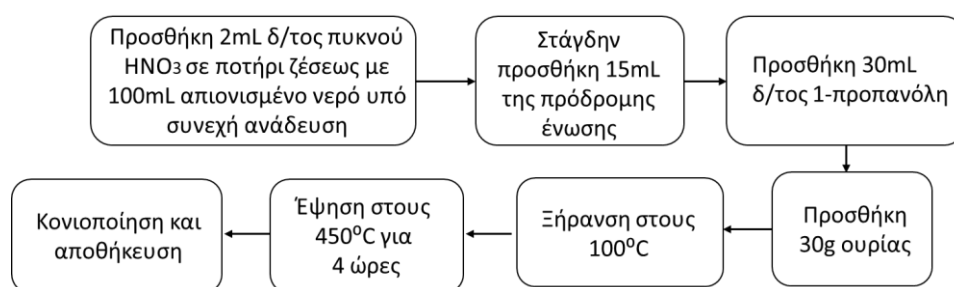 Προσθήκη 2mL δ/τος πυκνού
HNO₃ σε ποτήρι ζέσεως με
100mL απιονισμένο νερό υπό
συνεχή ανάδευση
Στάγδην
προσθήκη 15mL
της πρόδρομης
ένωσης
Προσθήκη 30mL
δ/τος 1-προπανόλη
Προσθήκη
30g ουρίας
Ξήρανση στους
100⁰C
Έψηση στους
450⁰C για
4 ώρες
Κονιοποίηση και
αποθήκευση